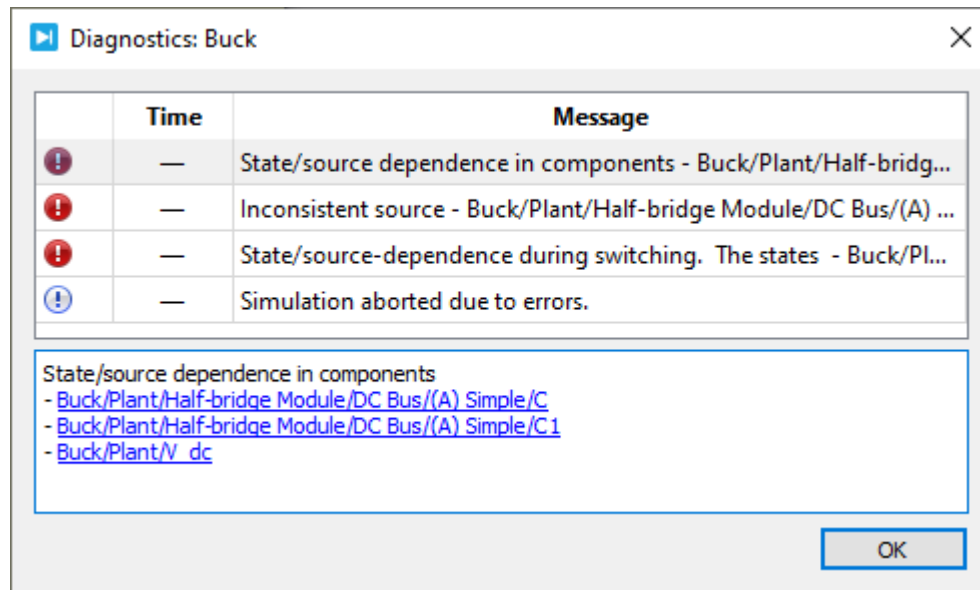 Diagnostics: Buck
Time Message
— State/source dependence in components - Buck/Plant/Half-bridg...
— Inconsistent source - Buck/Plant/Half-bridge Module/DC Bus/(A) ...
— State/source-dependence during switching.  The states  - Buck/Pl...
— Simulation aborted due to errors.
State/source dependence in components
- Buck/Plant/Half-bridge Module/DC Bus/(A) Simple/C
- Buck/Plant/Half-bridge Module/DC Bus/(A) Simple/C1
- Buck/Plant/V_dc
OK